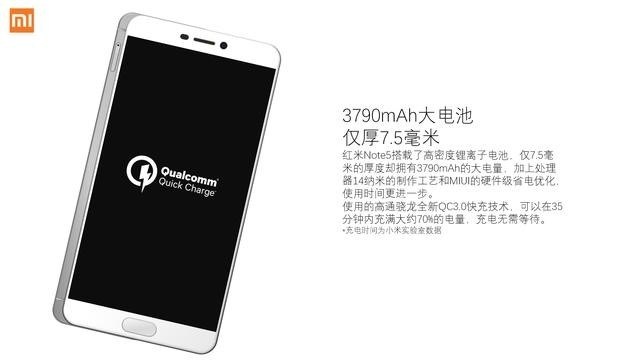 mi
3790mAh大电池
仅厚7.5毫米
红米Note5搭载了高密度锂离子电池，仅7.5毫
米的厚度却拥有3790mAh的大电量，加上处理
器14纳米的制作工艺和MIUI的硬件级省电优化，
使用时间更进一步。
使用的高通骁龙全新QC3.0快充技术，可以在35
分钟内充满大约70%的电量，充电无需等待。
*充电时间为小米实验室数据
Qualcomm
Quick Charge